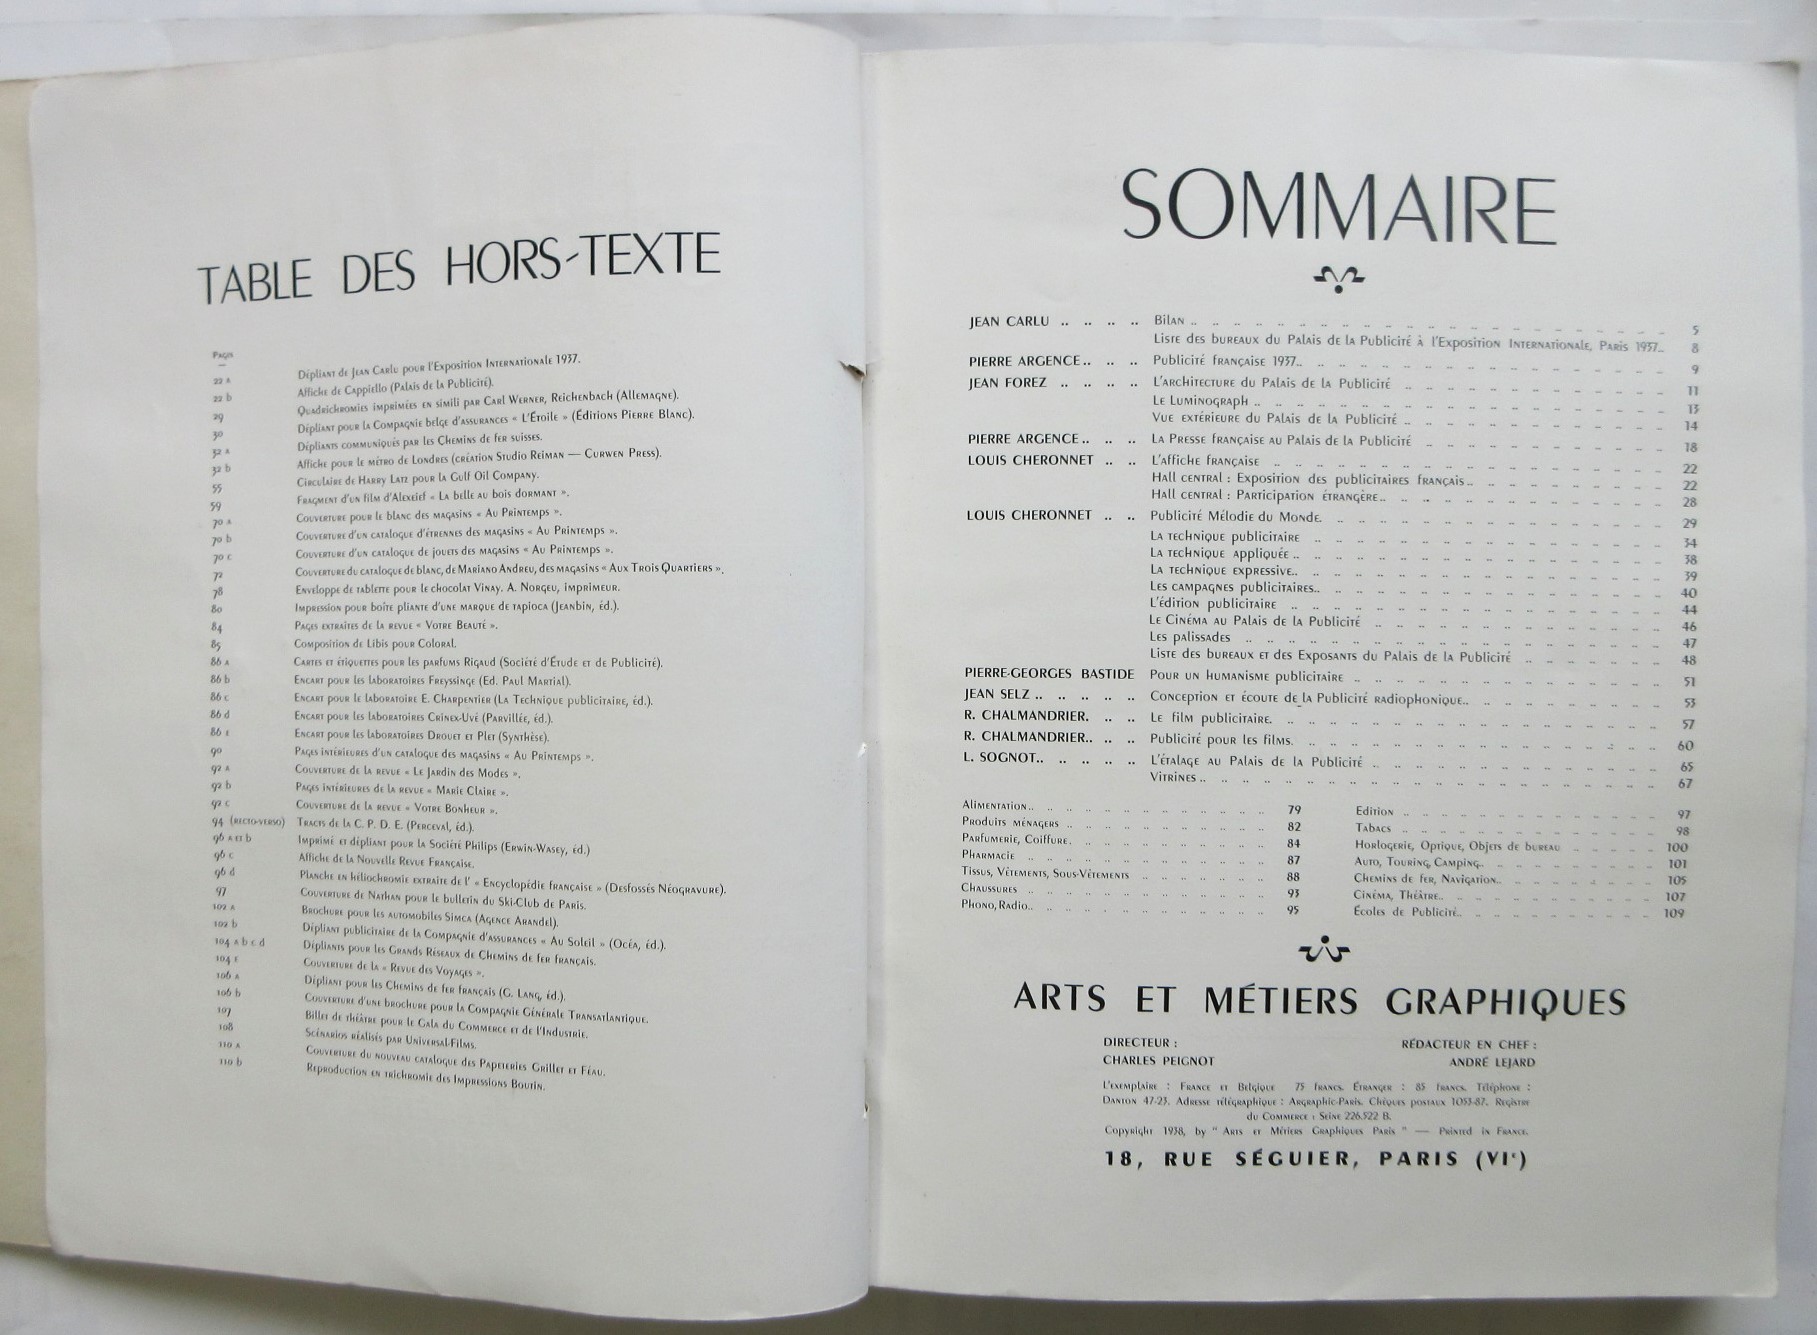 TABLE DES HORS-TEXTE
Pages
22 a Dépliant de Jean Carlu pour l'Exposition Internationale 1937.
22 b Affiche de Cappiello (Palais de la Publicité).
29 Quadrichromies imprimées en simili par Carl Werner, Reichenbach (Allemagne).
30 Dépliant pour la Compagnie belge d'assurances « L'Étoile » (Éditions Pierre Blanc).
32 a Dépliants communiqués par les Chemins de fer suisses.
32 b Affiche pour le métro de Londres (création Studio Reiman — Curwen Press).
55 Circulaire de Harry Latz pour la Gulf Oil Company.
59 Fragment d'un film d'Alexeief « La belle au bois dormant ».
70 a Couverture pour le blanc des magasins « Au Printemps ».
70 b Couverture d'un catalogue d'étrennes des magasins « Au Printemps ».
70 c Couverture d'un catalogue de jouets des magasins « Au Printemps ».
72 Couverture du catalogue de blanc, de Mariano Andreu, des magasins « Aux Trois Quartiers ».
78 Enveloppe de tablette pour le chocolat Vinay. A. Norgeu, imprimeur.
80 Impression pour boîte pliante d'une marque de tapioca (Jeanbin, éd.).
84 Pages extraites de la revue « Votre Beauté ».
85 Composition de Libis pour Coloral.
86 a Cartes et étiquettes pour les parfums Rigaud (Société d'Étude et de Publicité).
86 b Encart pour les laboratoires Freyssinge (Ed. Paul Martial).
86 c Encart pour le laboratoire E. Charpentier (La Technique publicitaire, éd.).
86 d Encart pour les laboratoires Crinex-Uvé (Parvillée, éd.).
86 e Encart pour les laboratoires Drouet et Plet (Synthèse).
90 Pages intérieures d'un catalogue des magasins « Au Printemps ».
92 a Couverture de la revue « Le Jardin des Modes ».
92 b Pages intérieures de la revue « Marie Claire ».
92 c Couverture de la revue « Votre Bonheur ».
94 (recto-verso) Tracts de la C. P. D. E. (Perceval, éd.).
96 a et b Imprimé et dépliant pour la Société Philips (Erwin-Wasey, éd.)
96 c Affiche de la Nouvelle Revue Française.
96 d Planche en héliochromie extraite de l' « Encyclopédie française » (Desfossés Néogravure).
97 Couverture de Nathan pour le bulletin du Ski-Club de Paris.
102 a Brochure pour les automobiles Simca (Agence Arandel).
102 b Dépliant publicitaire de la Compagnie d'assurances « Au Soleil » (Océa, éd.).
104 a b c d Dépliants pour les Grands Réseaux de Chemins de fer français.
104 e Couverture de la « Revue des Voyages ».
106 a Dépliant pour les Chemins de fer français (G. Lang, éd.).
106 b Couverture d'une brochure pour la Compagnie Générale Transatlantique.
107 Billet de théâtre pour le Gala du Commerce et de l'Industrie.
108 Scénarios réalisés par Universal-Films.
110 a Couverture du nouveau catalogue des Papeteries Grillet et Féau.
110 b Reproduction en trichromie des Impressions Boutin.
SOMMAIRE
JEAN CARLU .. .. .. .. Bilan .. 5
Liste des bureaux du Palais de la Publicité à l'Exposition Internationale, Paris 1937.. 8
PIERRE ARGENCE.. .. .. Publicité française 1937.. 9
JEAN FOREZ .. .. .. .. L'architecture du Palais de la Publicité 11
Le Luminograph .. 13
Vue extérieure du Palais de la Publicité 14
PIERRE ARGENCE.. .. .. La Presse française au Palais de la Publicité 18
LOUIS CHERONNET .. .. L'affiche française 22
Hall central : Exposition des publicitaires français.. 22
Hall central : Participation étrangère.. 28
LOUIS CHERONNET .. .. Publicité Mélodie du Monde. 29
La technique publicitaire 34
La technique appliquée .. 38
La technique expressive.. 39
Les campagnes publicitaires.. 40
L'édition publicitaire 44
Le Cinéma au Palais de la Publicité 46
Les palissades 47
Liste des bureaux et des Exposants du Palais de la Publicité 48
PIERRE-GEORGES BASTIDE Pour un humanisme publicitaire 51
JEAN SELZ .. .. .. .. .. Conception et écoute de la Publicité radiophonique.. 53
R. CHALMANDRIER. .. .. Le film publicitaire. 57
R. CHALMANDRIER.. .. .. Publicité pour les films. 60
L. SOGNOT.. .. .. .. .. L'étalage au Palais de la Publicité 65
Vitrines .. 67
Alimentation.. 79
Produits ménagers .. 82
Parfumerie, Coiffure. 84
Pharmacie 87
Tissus, Vêtements, Sous-Vêtements 88
Chaussures 93
Phono, Radio.. 95
Edition 97
Tabacs 98
Horlogerie, Optique, Objets de bureau 100
Auto, Touring, Camping.. 101
Chemins de fer, Navigation.. 105
Cinéma, Théâtre.. 107
Écoles de Publicité.. 109
ARTS ET MÉTIERS GRAPHIQUES
DIRECTEUR :
CHARLES PEIGNOT
RÉDACTEUR EN CHEF :
ANDRÉ LEJARD
L'exemplaire : France et Belgique 75 francs. Étranger : 85 francs. Téléphone :
Danton 47-23. Adresse télégraphique : Argraphic-Paris. Chèques postaux 1053-87. Registre
du Commerce : Seine 226.522 B.
Copyright 1938, by " Arts et Métiers Graphiques Paris " — Printed in France.
18, RUE SÉGUIER, PARIS (VIe)